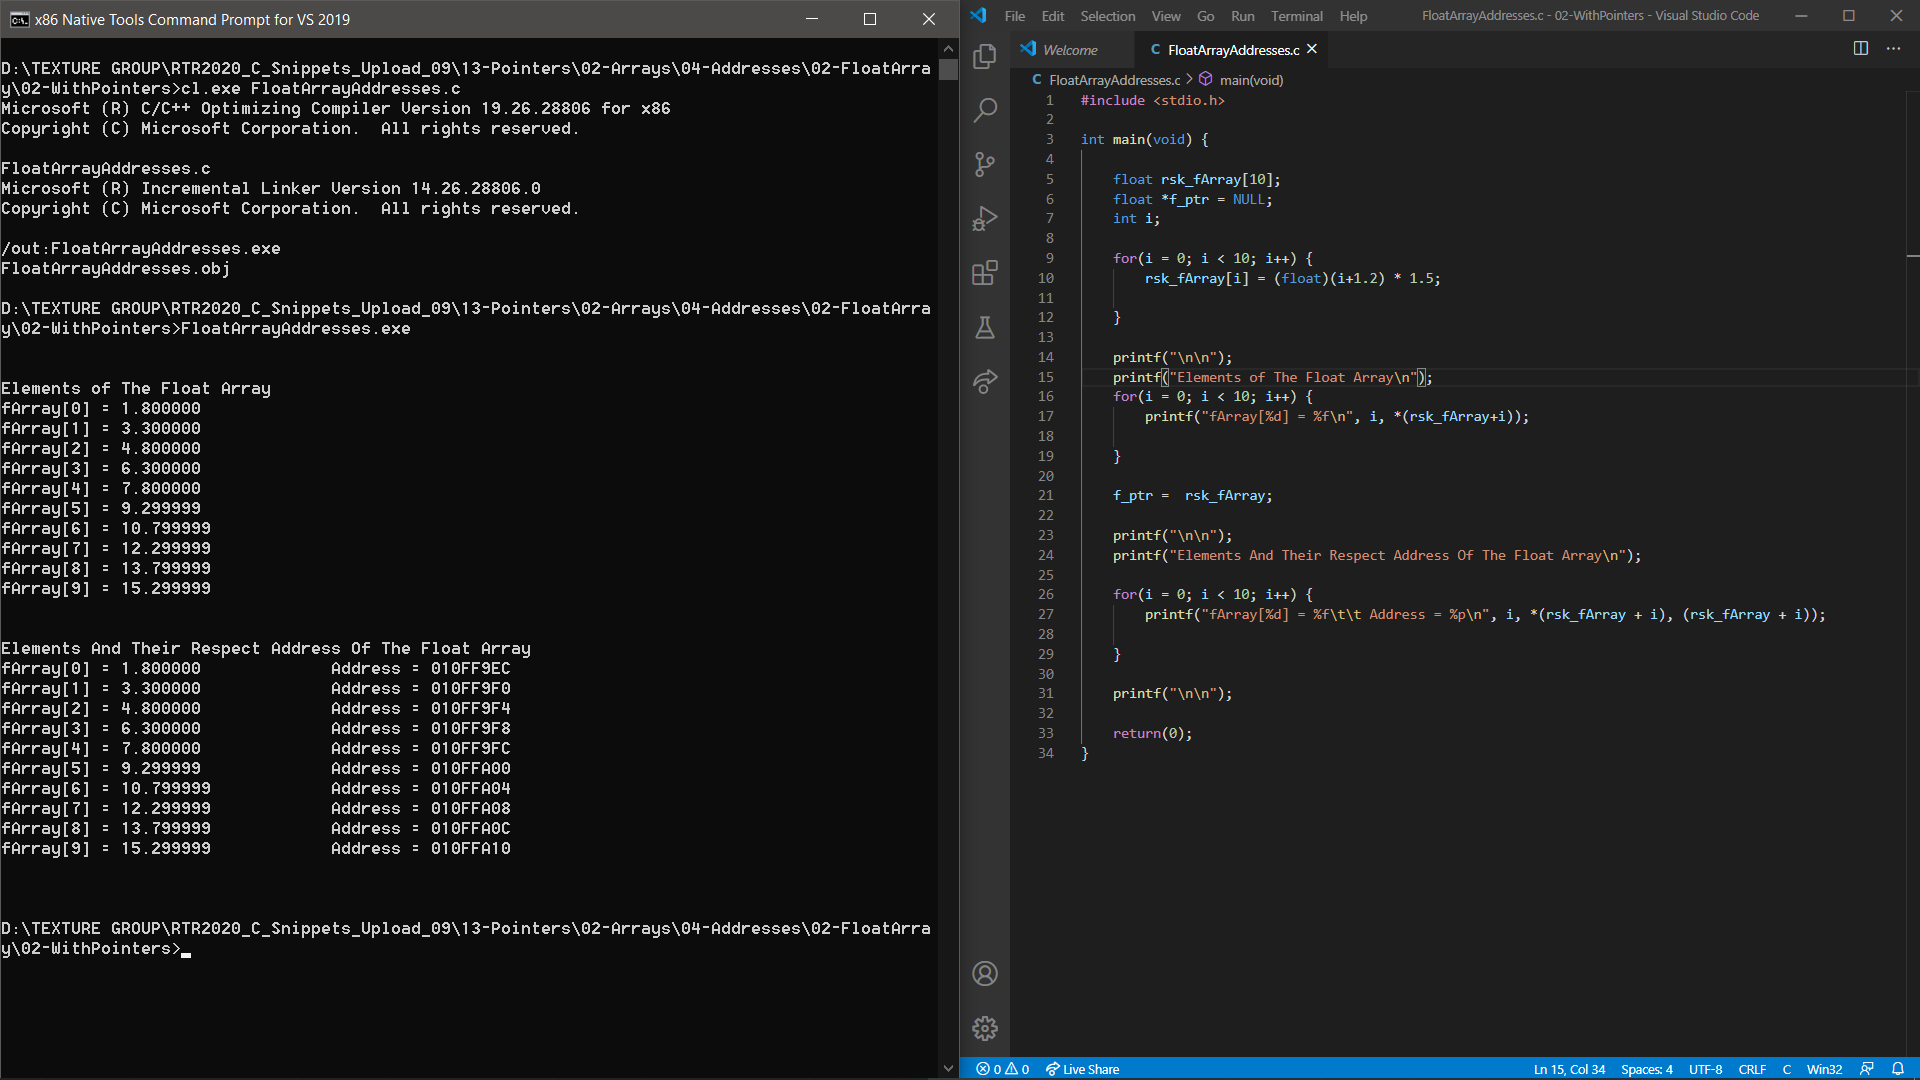 x86 Native Tools Command Prompt for VS 2019
D:\TEXTURE GROUP\RTR2020_C_Snippets_Upload_09\13-Pointers\02-Arrays\04-Addresses\02-FloatArra
y\02-WithPointers>cl.exe FloatArrayAddresses.c
Microsoft (R) C/C++ Optimizing Compiler Version 19.26.28806 for x86
Copyright (C) Microsoft Corporation.  All rights reserved.

FloatArrayAddresses.c
Microsoft (R) Incremental Linker Version 14.26.28806.0
Copyright (C) Microsoft Corporation.  All rights reserved.

/out:FloatArrayAddresses.exe
FloatArrayAddresses.obj

D:\TEXTURE GROUP\RTR2020_C_Snippets_Upload_09\13-Pointers\02-Arrays\04-Addresses\02-FloatArra
y\02-WithPointers>FloatArrayAddresses.exe

Elements of The Float Array
fArray[0] = 1.800000
fArray[1] = 3.300000
fArray[2] = 4.800000
fArray[3] = 6.300000
fArray[4] = 7.800000
fArray[5] = 9.299999
fArray[6] = 10.799999
fArray[7] = 12.299999
fArray[8] = 13.799999
fArray[9] = 15.299999

Elements And Their Respect Address Of The Float Array
fArray[0] = 1.800000             Address = 010FF9EC
fArray[1] = 3.300000             Address = 010FF9F0
fArray[2] = 4.800000             Address = 010FF9F4
fArray[3] = 6.300000             Address = 010FF9F8
fArray[4] = 7.800000             Address = 010FF9FC
fArray[5] = 9.299999             Address = 010FFA00
fArray[6] = 10.799999            Address = 010FFA04
fArray[7] = 12.299999            Address = 010FFA08
fArray[8] = 13.799999            Address = 010FFA0C
fArray[9] = 15.299999            Address = 010FFA10

D:\TEXTURE GROUP\RTR2020_C_Snippets_Upload_09\13-Pointers\02-Arrays\04-Addresses\02-FloatArra
y\02-WithPointers>
File Edit Selection View Go Run Terminal Help FloatArrayAddresses.c - 02-WithPointers - Visual Studio Code
Welcome C FloatArrayAddresses.c
C FloatArrayAddresses.c > main(void)
1 #include <stdio.h>
2
3 int main(void) {
4
5     float rsk_fArray[10];
6     float *f_ptr = NULL;
7     int i;
8
9     for(i = 0; i < 10; i++) {
10         rsk_fArray[i] = (float)(i+1.2) * 1.5;
11
12     }
13
14     printf("\n\n");
15     printf("Elements of The Float Array\n");
16     for(i = 0; i < 10; i++) {
17         printf("fArray[%d] = %f\n", i, *(rsk_fArray+i));
18
19     }
20
21     f_ptr =  rsk_fArray;
22
23     printf("\n\n");
24     printf("Elements And Their Respect Address Of The Float Array\n");
25
26     for(i = 0; i < 10; i++) {
27         printf("fArray[%d] = %f\t\t Address = %p\n", i, *(rsk_fArray + i), (rsk_fArray + i));
28
29     }
30
31     printf("\n\n");
32
33     return(0);
34 }
0 0 Live Share Ln 15, Col 34 Spaces: 4 UTF-8 CRLF C Win32